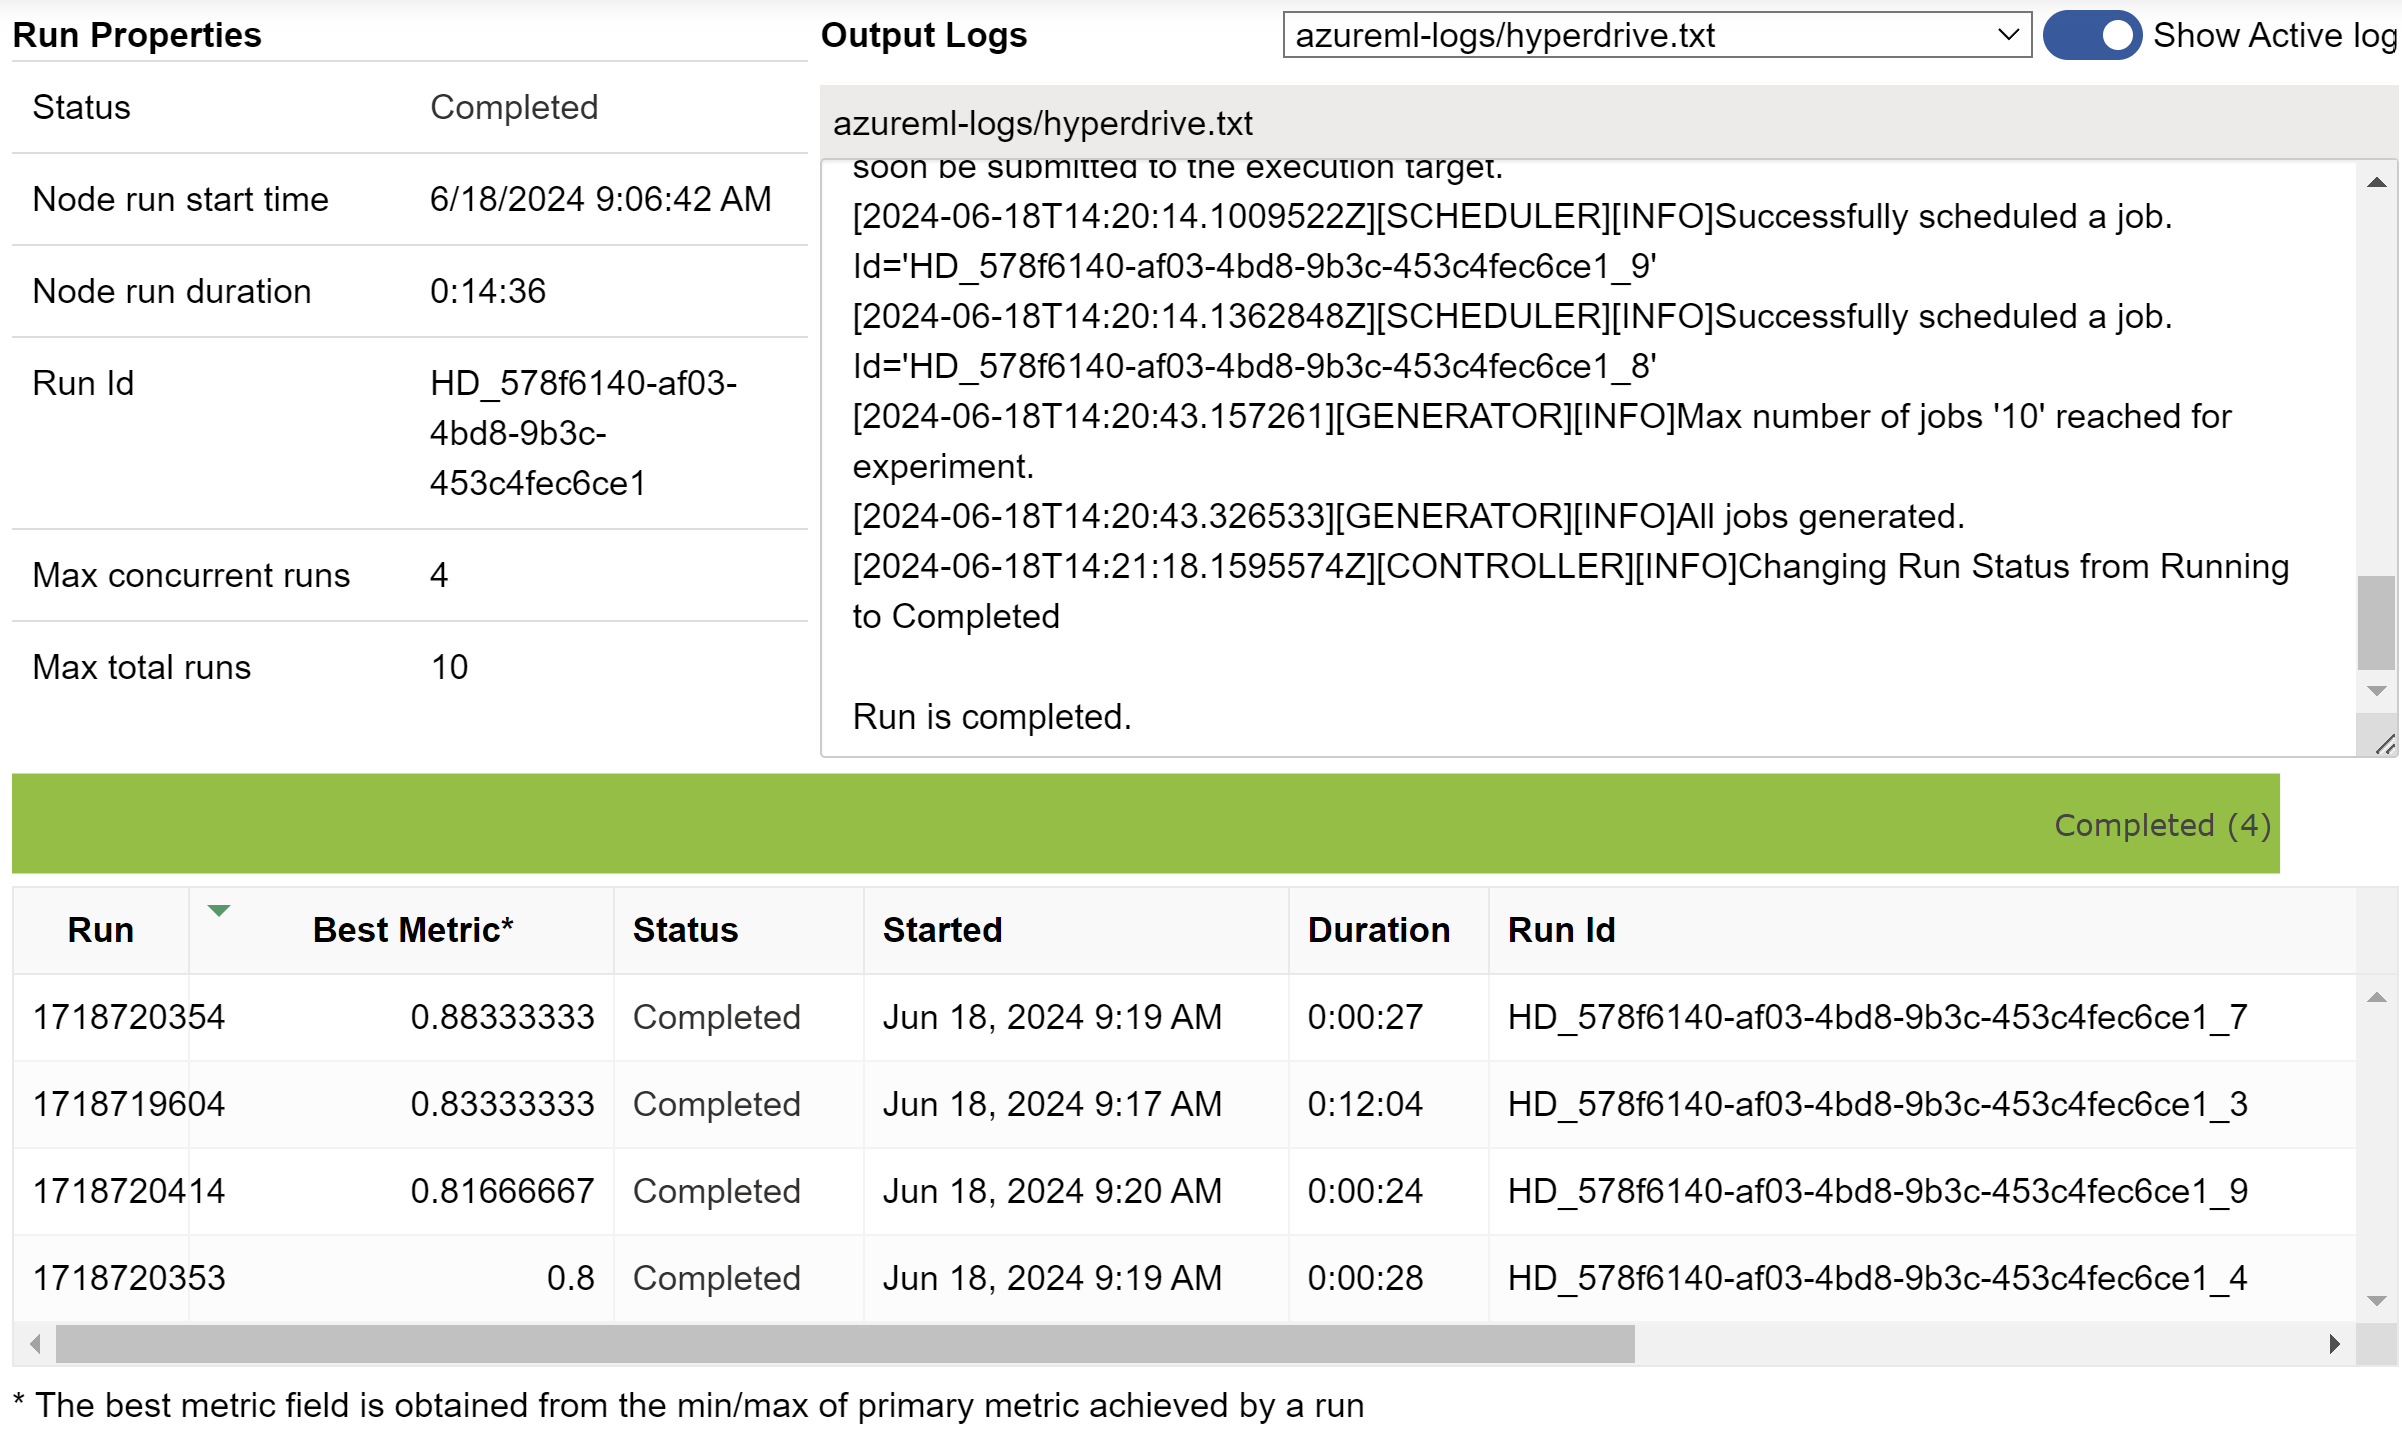 Run Properties
Status Completed
Node run start time 6/18/2024 9:06:42 AM
Node run duration 0:14:36
Run Id HD_578f6140-af03-
4bd8-9b3c-
453c4fec6ce1
Max concurrent runs 4
Max total runs 10
Output Logs azureml-logs/hyperdrive.txt Show Active log
azureml-logs/hyperdrive.txt
soon be submitted to the execution target.
[2024-06-18T14:20:14.1009522Z][SCHEDULER][INFO]Successfully scheduled a job.
Id='HD_578f6140-af03-4bd8-9b3c-453c4fec6ce1_9'
[2024-06-18T14:20:14.1362848Z][SCHEDULER][INFO]Successfully scheduled a job.
Id='HD_578f6140-af03-4bd8-9b3c-453c4fec6ce1_8'
[2024-06-18T14:20:43.157261][GENERATOR][INFO]Max number of jobs '10' reached for
experiment.
[2024-06-18T14:20:43.326533][GENERATOR][INFO]All jobs generated.
[2024-06-18T14:21:18.1595574Z][CONTROLLER][INFO]Changing Run Status from Running
to Completed
Run is completed.
Completed (4)
Run Best Metric* Status Started Duration Run Id
1718720354 0.88333333 Completed Jun 18, 2024 9:19 AM 0:00:27 HD_578f6140-af03-4bd8-9b3c-453c4fec6ce1_7
1718719604 0.83333333 Completed Jun 18, 2024 9:17 AM 0:12:04 HD_578f6140-af03-4bd8-9b3c-453c4fec6ce1_3
1718720414 0.81666667 Completed Jun 18, 2024 9:20 AM 0:00:24 HD_578f6140-af03-4bd8-9b3c-453c4fec6ce1_9
1718720353 0.8 Completed Jun 18, 2024 9:19 AM 0:00:28 HD_578f6140-af03-4bd8-9b3c-453c4fec6ce1_4
* The best metric field is obtained from the min/max of primary metric achieved by a run